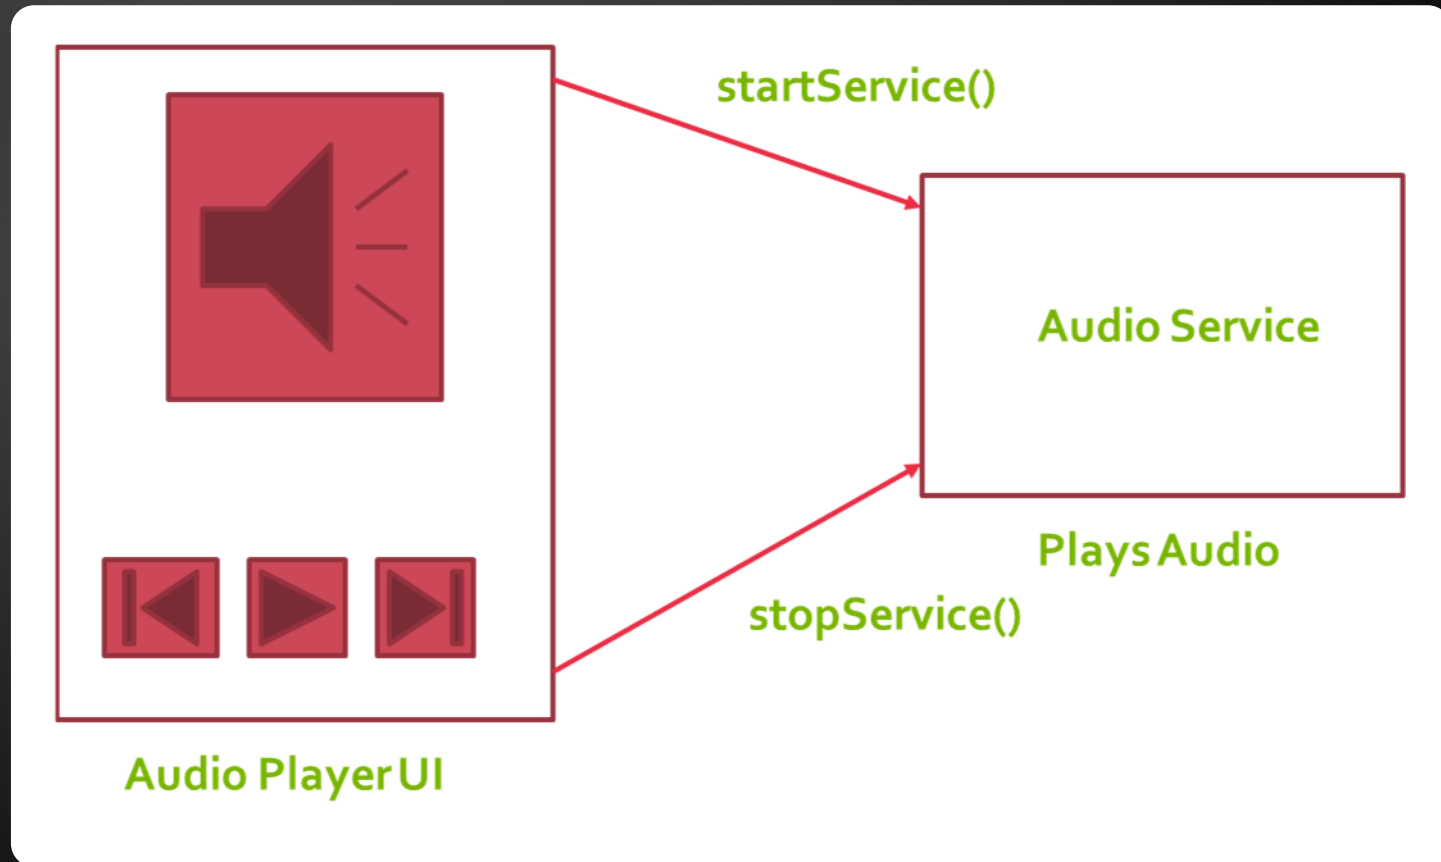 startService()
Audio Service
Plays Audio
stopService()
Audio Player UI